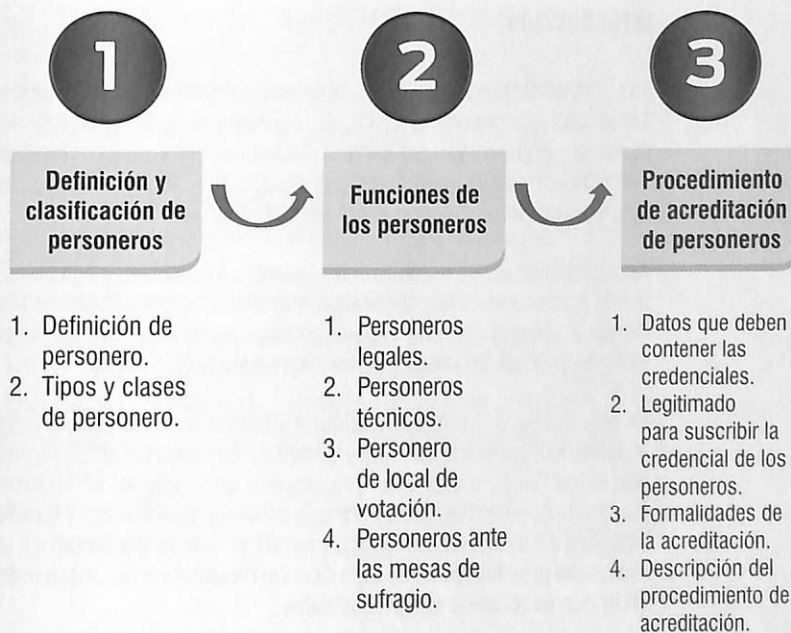 1
Definición y
clasificación de
personeros
1. Definición de
personero.
2. Tipos y clases
de personero.
2
Funciones de
los personeros
1. Personeros
legales.
2. Personeros
técnicos.
3. Personero
de local de
votación.
4. Personeros ante
las mesas de
sufragio.
3
Procedimiento
de acreditación
de personeros
1. Datos que deben
contener las
credenciales.
2. Legitimado
para suscribir la
credencial de los
personeros.
3. Formalidades de
la acreditación.
4. Descripción del
procedimiento de
acreditación.